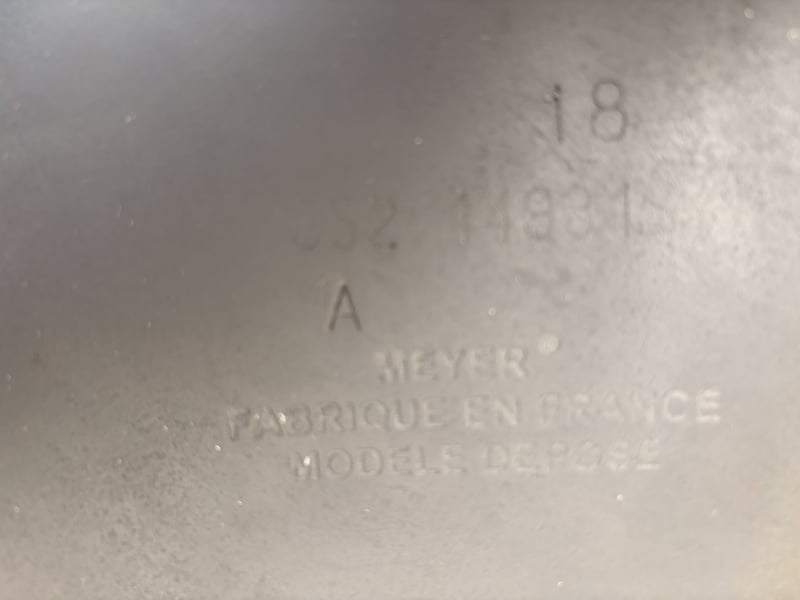 18
A
MEYER
FABRIQUE EN FRANCE
MODELE DEPOSE